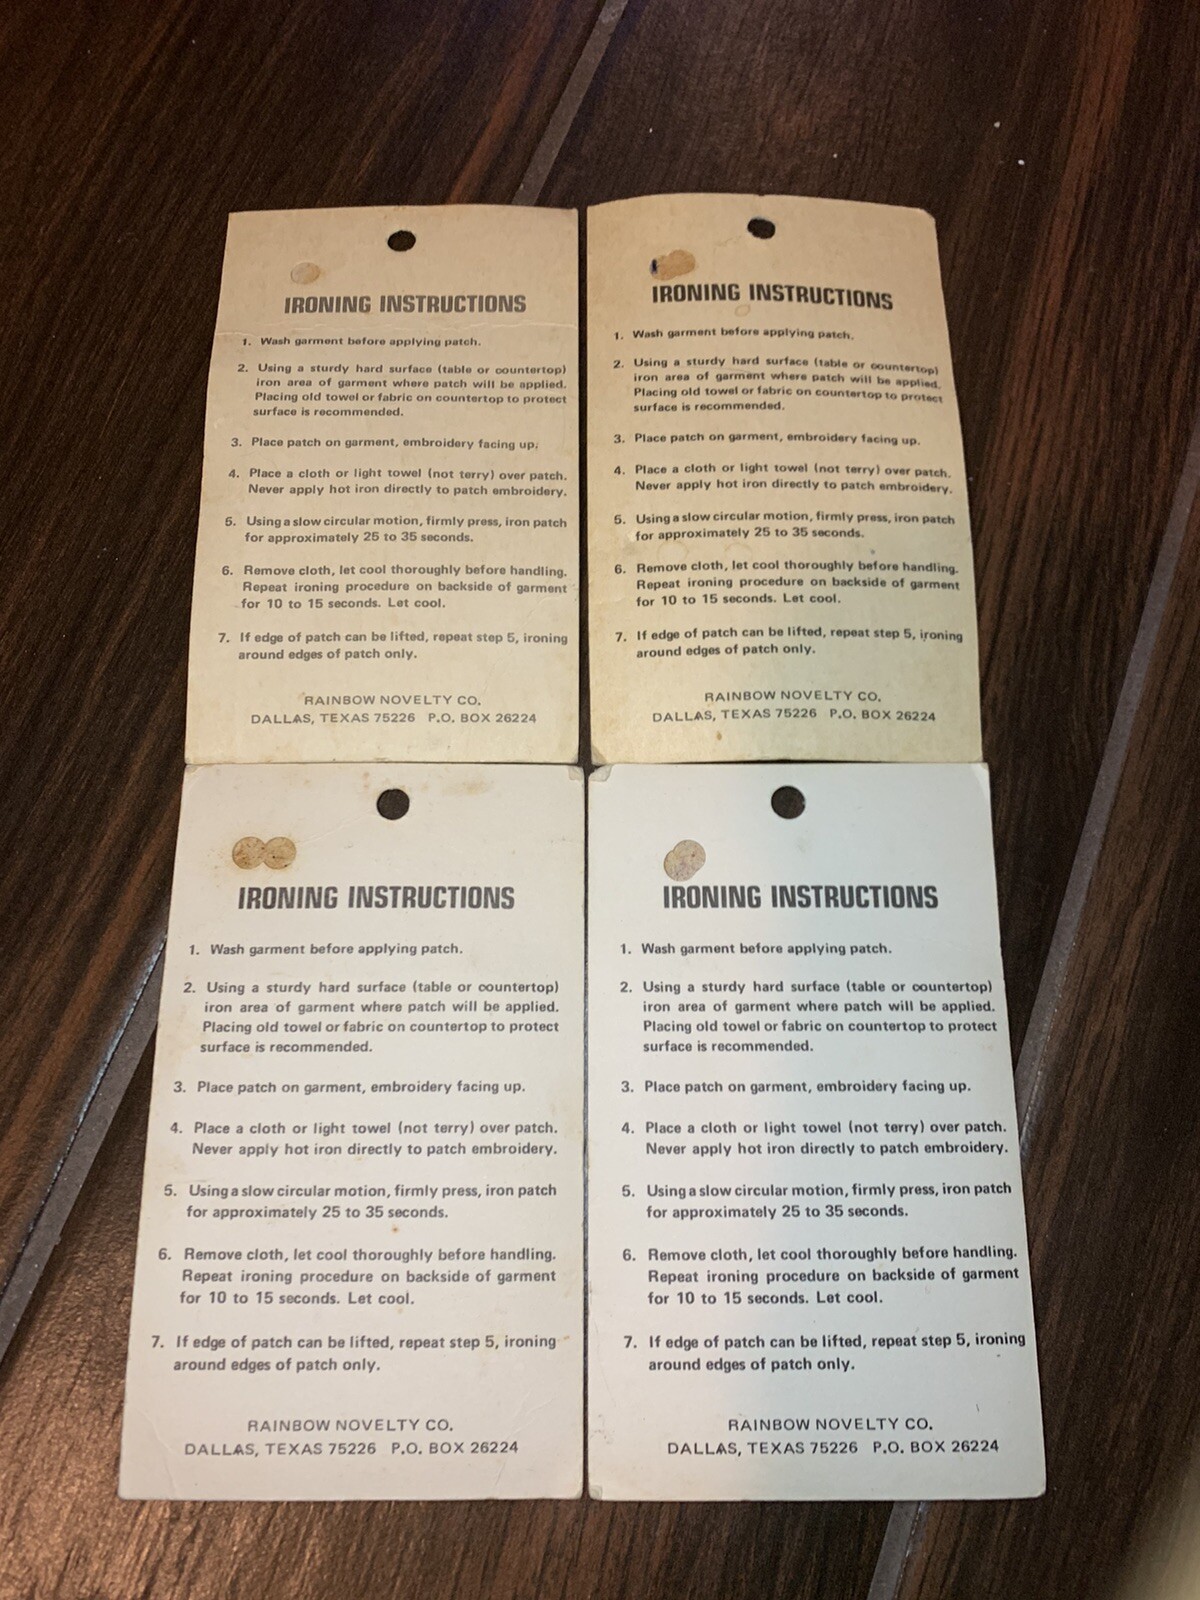 IRONING INSTRUCTIONS
1. Wash garment before applying patch.
2. Using a sturdy hard surface (table or countertop)
iron area of garment where patch will be applied.
Placing old towel or fabric on countertop to protect
surface is recommended.
3. Place patch on garment, embroidery facing up.
4. Place a cloth or light towel (not terry) over patch.
Never apply hot iron directly to patch embroidery.
5. Using a slow circular motion, firmly press, iron patch
for approximately 25 to 35 seconds.
6. Remove cloth, let cool thoroughly before handling.
Repeat ironing procedure on backside of garment
for 10 to 15 seconds. Let cool.
7. If edge of patch can be lifted, repeat step 5, ironing
around edges of patch only.
RAINBOW NOVELTY CO.
DALLAS, TEXAS 75226 P.O. BOX 26224
IRONING INSTRUCTIONS
1. Wash garment before applying patch.
2. Using a sturdy hard surface (table or countertop)
iron area of garment where patch will be applied.
Placing old towel or fabric on countertop to protect
surface is recommended.
3. Place patch on garment, embroidery facing up.
4. Place a cloth or light towel (not terry) over patch.
Never apply hot iron directly to patch embroidery.
5. Using a slow circular motion, firmly press, iron patch
for approximately 25 to 35 seconds.
6. Remove cloth, let cool thoroughly before handling.
Repeat ironing procedure on backside of garment
for 10 to 15 seconds. Let cool.
7. If edge of patch can be lifted, repeat step 5, ironing
around edges of patch only.
RAINBOW NOVELTY CO.
DALLAS, TEXAS 75226 P.O. BOX 26224
IRONING INSTRUCTIONS
1. Wash garment before applying patch.
2. Using a sturdy hard surface (table or countertop)
iron area of garment where patch will be applied.
Placing old towel or fabric on countertop to protect
surface is recommended.
3. Place patch on garment, embroidery facing up.
4. Place a cloth or light towel (not terry) over patch.
Never apply hot iron directly to patch embroidery.
5. Using a slow circular motion, firmly press, iron patch
for approximately 25 to 35 seconds.
6. Remove cloth, let cool thoroughly before handling.
Repeat ironing procedure on backside of garment
for 10 to 15 seconds. Let cool.
7. If edge of patch can be lifted, repeat step 5, ironing
around edges of patch only.
RAINBOW NOVELTY CO.
DALLAS, TEXAS 75226 P.O. BOX 26224
IRONING INSTRUCTIONS
1. Wash garment before applying patch.
2. Using a sturdy hard surface (table or countertop)
iron area of garment where patch will be applied.
Placing old towel or fabric on countertop to protect
surface is recommended.
3. Place patch on garment, embroidery facing up.
4. Place a cloth or light towel (not terry) over patch.
Never apply hot iron directly to patch embroidery.
5. Using a slow circular motion, firmly press, iron patch
for approximately 25 to 35 seconds.
6. Remove cloth, let cool thoroughly before handling.
Repeat ironing procedure on backside of garment
for 10 to 15 seconds. Let cool.
7. If edge of patch can be lifted, repeat step 5, ironing
around edges of patch only.
RAINBOW NOVELTY CO.
DALLAS, TEXAS 75226 P.O. BOX 26224